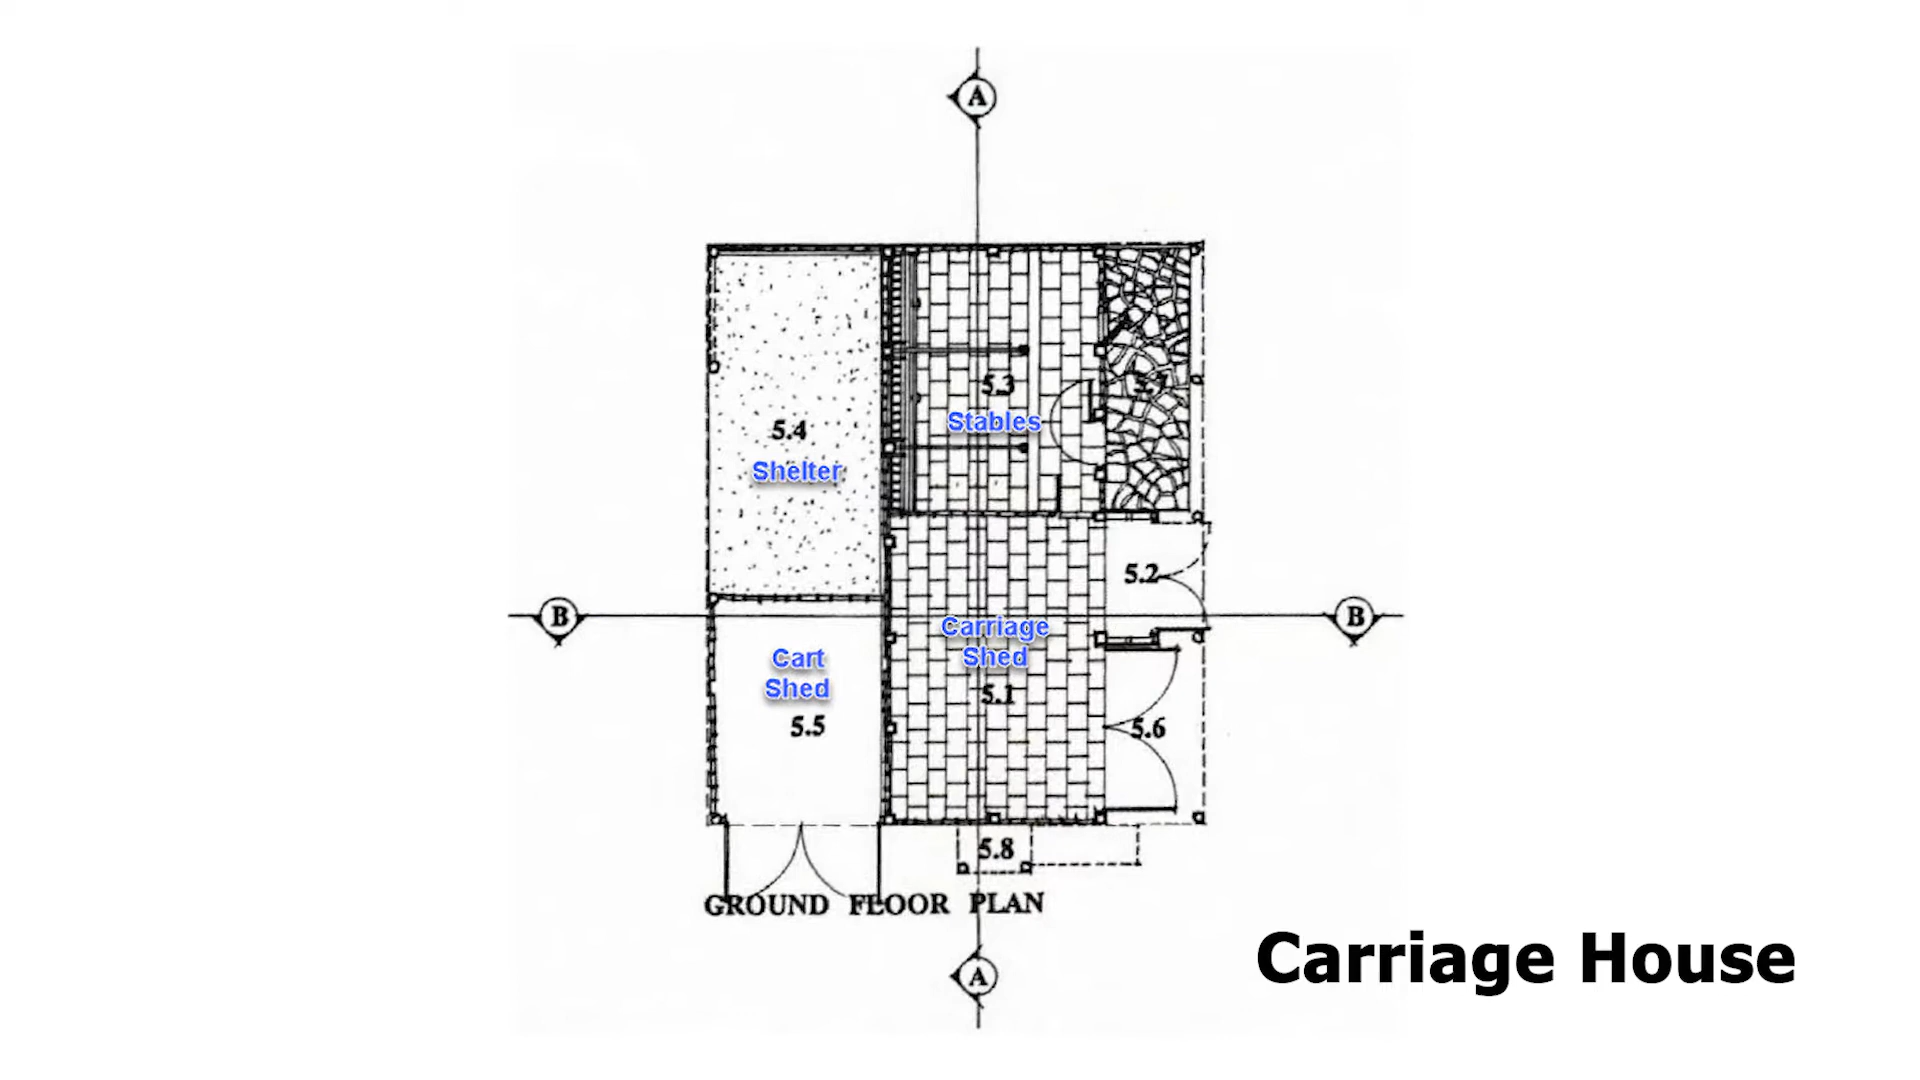 A
5.3
Stables
5.4
Shelter
5.2
B
B
Carriage
Shed
5.1
Cart
Shed
5.5
5.6
5.8
GROUND FLOOR PLAN
Carriage House
A